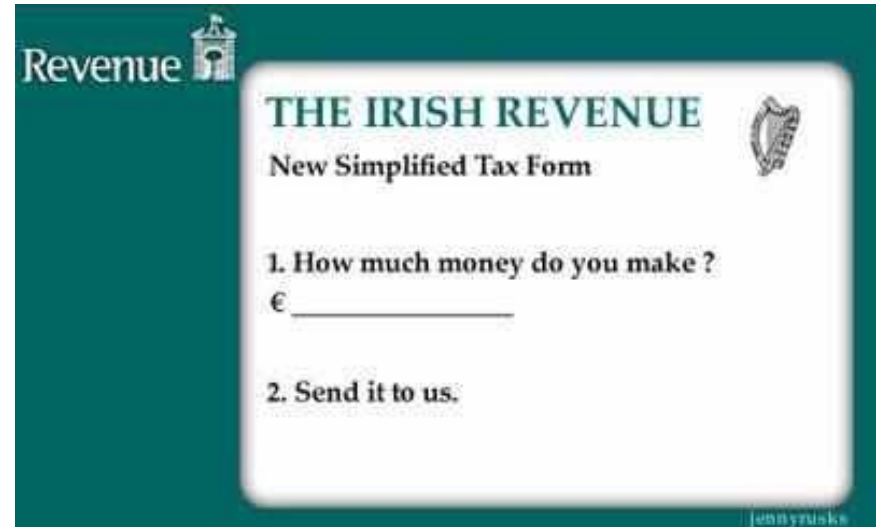 Revenue
THE IRISH REVENUE
New Simplified Tax Form
1. How much money do you make ?
€ _______________
2. Send it to us.
jennyrusks